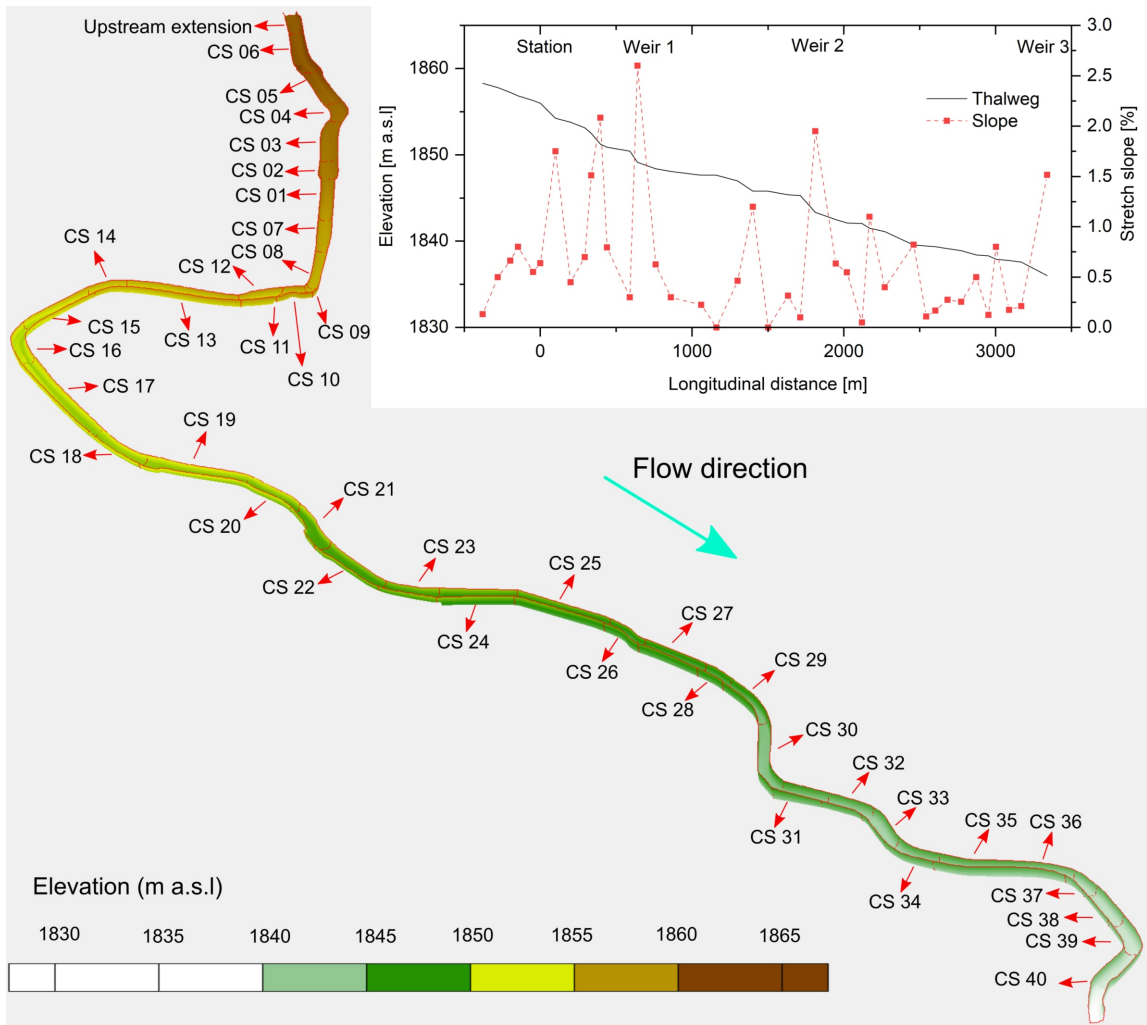 Upstream extension
CS 06
CS 05
CS 04
CS 03
CS 02
CS 01
CS 07
CS 08
CS 14
CS 12
CS 15
CS 16
CS 13
CS 11
CS 09
CS 10
CS 17
CS 18
CS 19
CS 20
CS 21
CS 22
CS 23
CS 24
CS 25
CS 26
CS 27
CS 28
CS 29
CS 30
CS 31
CS 32
CS 33
CS 34
CS 35
CS 36
CS 37
CS 38
CS 39
CS 40
Flow direction
Station
Weir 1
Weir 2
Weir 3
Thalweg
Slope
Elevation [m a.s.l]
1860
1850
1840
1830
Stretch slope [%]
3.0
2.5
2.0
1.5
1.0
0.5
0.0
0 1000 2000 3000
Longitudinal distance [m]
Elevation (m a.s.l)
1830 1835 1840 1845 1850 1855 1860 1865